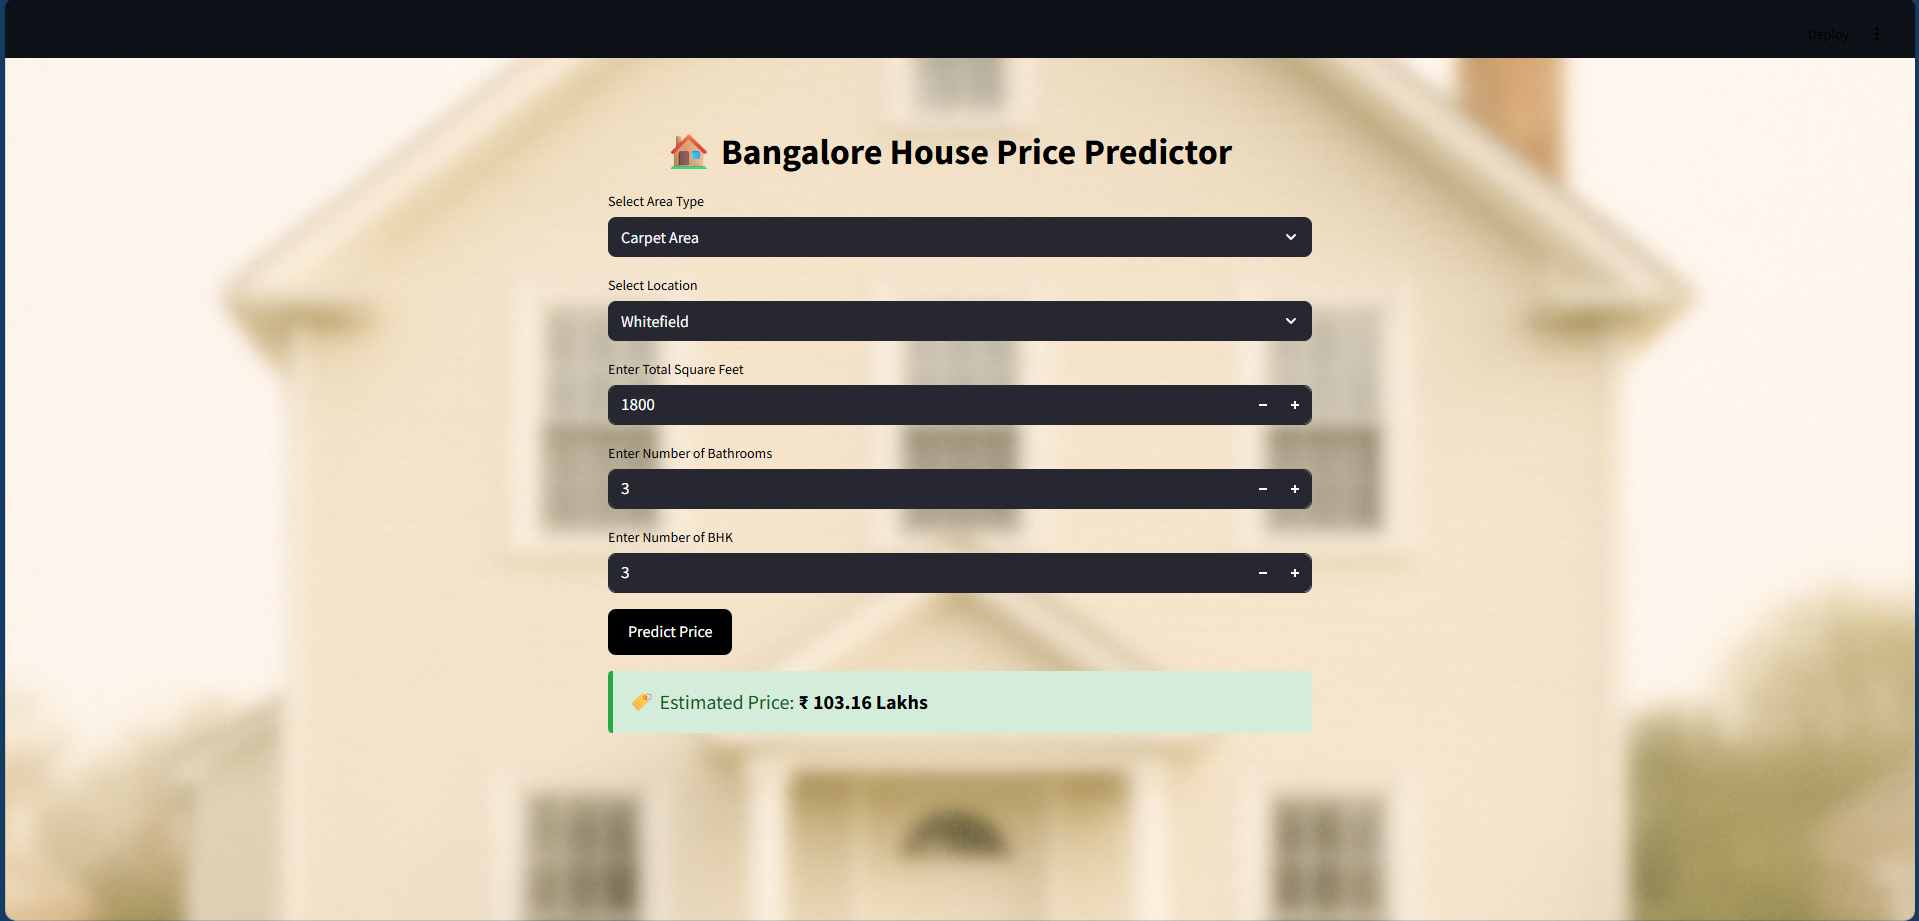 Deploy
Bangalore House Price Predictor
Select Area Type
Carpet Area
Select Location
Whitefield
Enter Total Square Feet
1800
Enter Number of Bathrooms
3
Enter Number of BHK
3
Predict Price
Estimated Price: ₹ 103.16 Lakhs